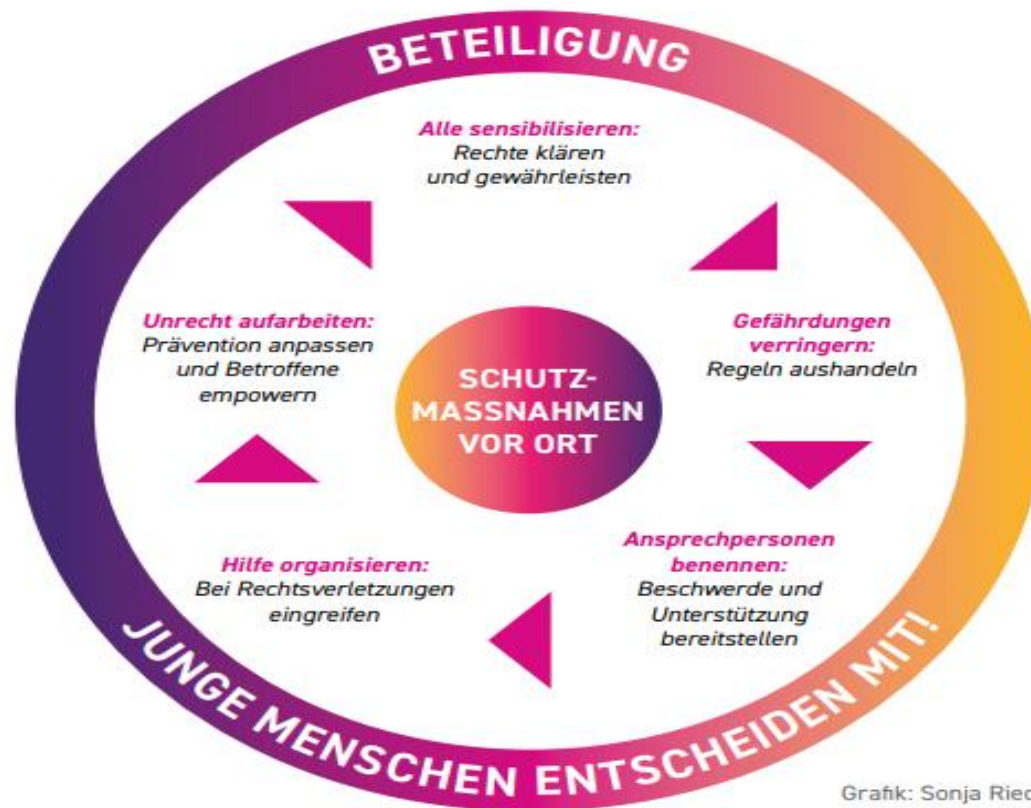 BETEILIGUNG
Alle sensibilisieren:
Rechte klären
und gewährleisten
Unrecht aufarbeiten:
Prävention anpassen
und Betroffene
empowern
SCHUTZ-
MASSNAHMEN
VOR ORT
Gefährdungen
verringern:
Regeln aushandeln
Hilfe organisieren:
Bei Rechtsverletzungen
eingreifen
Ansprechpersonen
benennen:
Beschwerde und
Unterstützung
bereitstellen
JUNGE MENSCHEN ENTSCHEIDEN MIT!
Grafik: Sonja